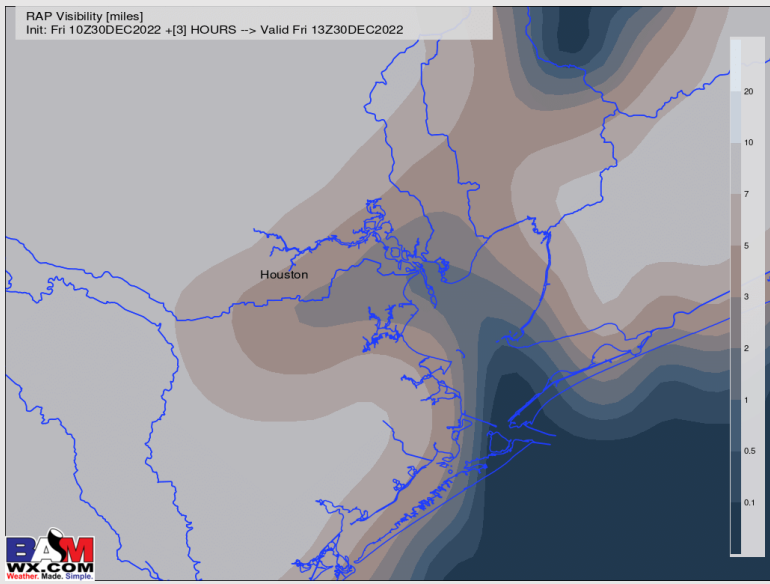 RAP Visibility [miles]
Init: Fri 10Z30DEC2022 +[3] HOURS --> Valid Fri 13Z30DEC2022
20
10
7
5
3
2
1
0.5
0.1
Houston
BAM
WX.COM
Weather. Made. Simple.